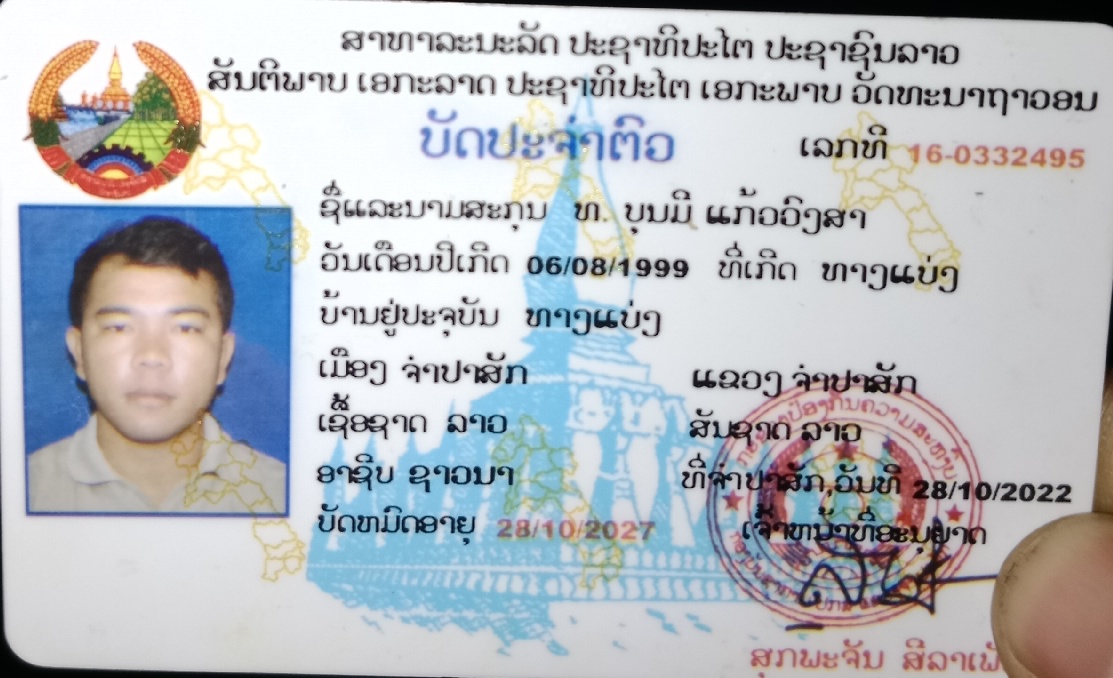 ສາທາລະນະລັດ ປະຊາທິປະໄຕ ປະຊາຊົນລາວ
ສັນຕິພາບ ເອກະລາດ ປະຊາທິປະໄຕ ເອກະພາບ ວັດທະນາຖາວອນ
ບັດປະຈຳຕົວ ເລກທີ 16-0332495
ຊື່ແລະນາມສະກຸນ ທ. ບຸນມີ ແກ້ວວົງສາ
ວັນເດືອນປີເກີດ 06/08/1999 ທີ່ເກີດ ທາງແບ່ງ
ບ້ານຢູ່ປະຈຸບັນ ທາງແບ່ງ
ເມືອງ ຈຳປາສັກ ແຂວງ ຈຳປາສັກ
ເຊື້ອຊາດ ລາວ ສັນຊາດ ລາວ
ອາຊີບ ຊາວນາ ທີ່ຈຳປາສັກ,ວັນທີ 28/10/2022
ບັດຫມົດອາຍຸ 28/10/2027 ເຈົ້າຫນ້າທີ່ອະນຸຍາດ
ສຸກພະຈັນ